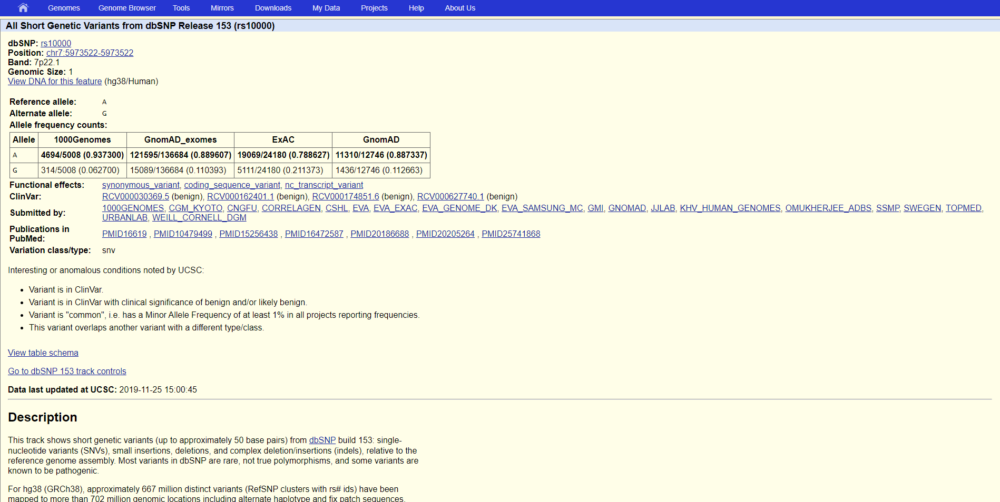 Genomes Genome Browser Tools Mirrors Downloads My Data Projects Help About Us
All Short Genetic Variants from dbSNP Release 153 (rs10000)
dbSNP: rs10000
Position: chr7:5973522-5973522
Band: 7p22.1
Genomic Size: 1
View DNA for this feature (hg38/Human)
Reference allele: A
Alternate allele: G
Allele frequency counts:
Allele 1000Genomes GnomAD_exomes ExAC GnomAD
A 4694/5008 (0.937300) 121595/136684 (0.889607) 19069/24180 (0.788627) 11310/12746 (0.887337)
G 314/5008 (0.062700) 15089/136684 (0.110393) 5111/24180 (0.211373) 1436/12746 (0.112663)
Functional effects: synonymous_variant, coding_sequence_variant, nc_transcript_variant
ClinVar: RCV000030369.5 (benign), RCV000162401.1 (benign), RCV000174851.6 (benign), RCV000627740.1 (benign)
Submitted by: 1000GENOMES, CGM_KYOTO, CNGFU, CORRELAGEN, CSHL, EVA, EVA_EXAC, EVA_GENOME_DK, EVA_SAMSUNG_MC, GMI, GNOMAD, JJLAB, KHV_HUMAN_GENOMES, OMUKHERJEE_ADBS, SSMP, SWEGEN, TOPMED,
URBANLAB, WEILL_CORNELL_DGM
Publications in
PubMed: PMID16619 , PMID10479499 , PMID15256438 , PMID16472587 , PMID20186688 , PMID20205264 , PMID25741868
Variation class/type: snv
Interesting or anomalous conditions noted by UCSC:
• Variant is in ClinVar.
• Variant is in ClinVar with clinical significance of benign and/or likely benign.
• Variant is "common", i.e. has a Minor Allele Frequency of at least 1% in all projects reporting frequencies.
• This variant overlaps another variant with a different type/class.
View table schema
Go to dbSNP 153 track controls
Data last updated at UCSC: 2019-11-25 15:00:45
Description
This track shows short genetic variants (up to approximately 50 base pairs) from dbSNP build 153: single-
nucleotide variants (SNVs), small insertions, deletions, and complex deletion/insertions (indels), relative to the
reference genome assembly. Most variants in dbSNP are rare, not true polymorphisms, and some variants are
known to be pathogenic.
For hg38 (GRCh38), approximately 667 million distinct variants (RefSNP clusters with rs# ids) have been
mapped to more than 702 million genomic locations including alternate haplotype and fix patch sequences.